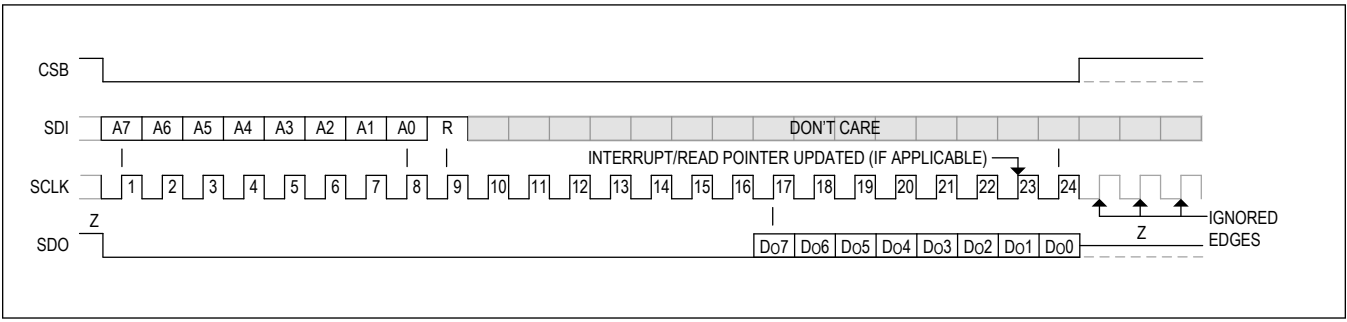 CSB
SDI A7 A6 A5 A4 A3 A2 A1 A0 R DON'T CARE
INTERRUPT/READ POINTER UPDATED (IF APPLICABLE)
SCLK 1 2 3 4 5 6 7 8 9 10 11 12 13 14 15 16 17 18 19 20 21 22 23 24
Z Z IGNORED
SDO DO7 DO6 DO5 DO4 DO3 DO2 DO1 DO0 EDGES